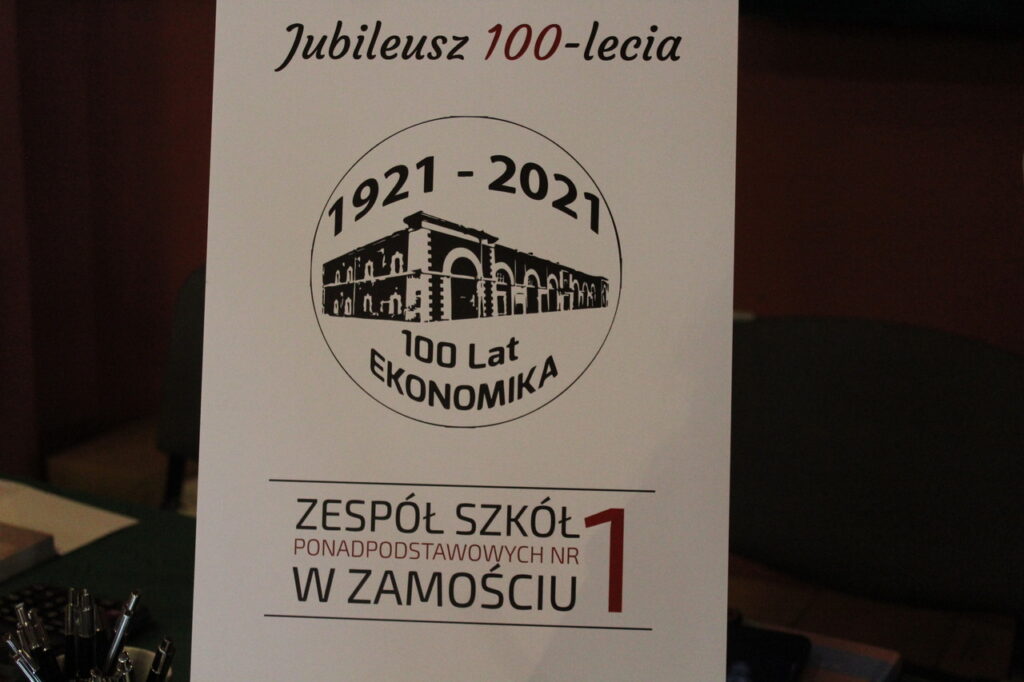 Jubileusz 100-lecia
1921 - 2021
100 Lat
EKONOMIKA
ZESPÓŁ SZKÓŁ
PONADPODSTAWOWYCH NR 1
W ZAMOŚCIU